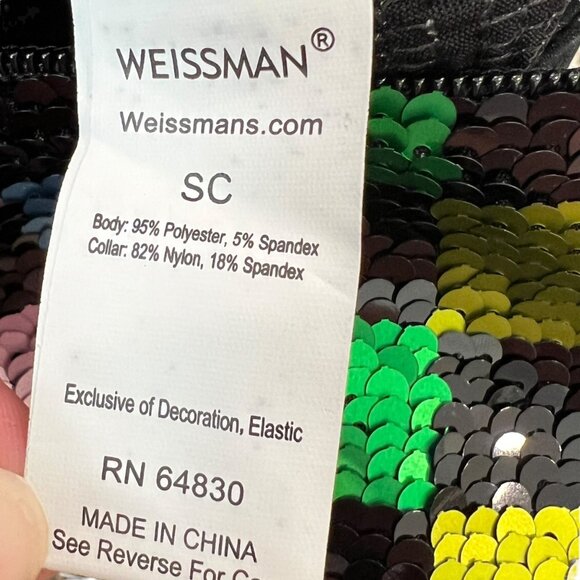 WEISSMAN®
Weissmans.com
SC
Body: 95% Polyester, 5% Spandex
Collar: 82% Nylon, 18% Spandex
Exclusive of Decoration, Elastic
RN 64830
MADE IN CHINA
See Reverse For